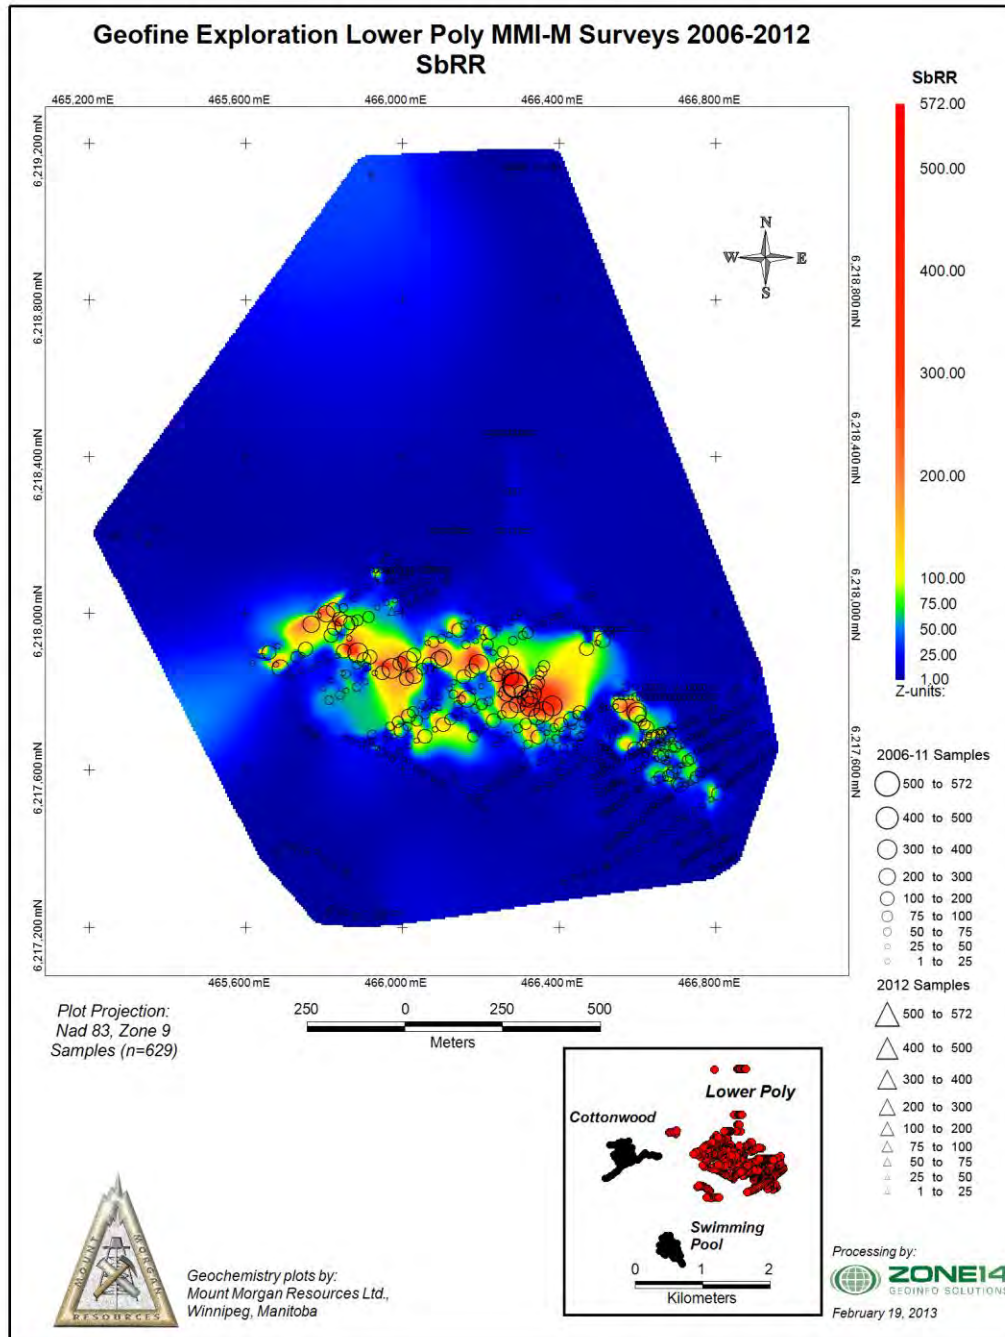 Geofine Exploration Lower Poly MMI-M Surveys 2006-2012
SbRR
465,200 mE
465,600 mE
466,000 mE
466,400 mE
466,800 mE
6,219,200 mN
6,218,800 mN
6,218,400 mN
6,218,000 mN
6,217,600 mN
6,217,200 mN
N
W
E
S
6,218,800 mN
6,218,400 mN
6,218,000 mN
6,217,600 mN
465,600 mE
466,000 mE
466,400 mE
466,800 mE
SbRR
572.00
500.00
400.00
300.00
200.00
100.00
75.00
50.00
25.00
1.00
Z-units:
2006-11 Samples
500 to 572
400 to 500
300 to 400
200 to 300
100 to 200
75 to 100
50 to 75
25 to 50
1 to 25
2012 Samples
500 to 572
400 to 500
300 to 400
200 to 300
100 to 200
75 to 100
50 to 75
25 to 50
1 to 25
Plot Projection:
Nad 83, Zone 9
Samples (n=629)
250 0 250 500
Meters
Lower Poly
Cottonwood
Swimming
Pool
0 1 2
Kilometers
MOUNT MORGAN
RESOURCES
Geochemistry plots by:
Mount Morgan Resources Ltd.,
Winnipeg, Manitoba
Processing by:
ZONE14
GEOINFO SOLUTIONS
February 19, 2013